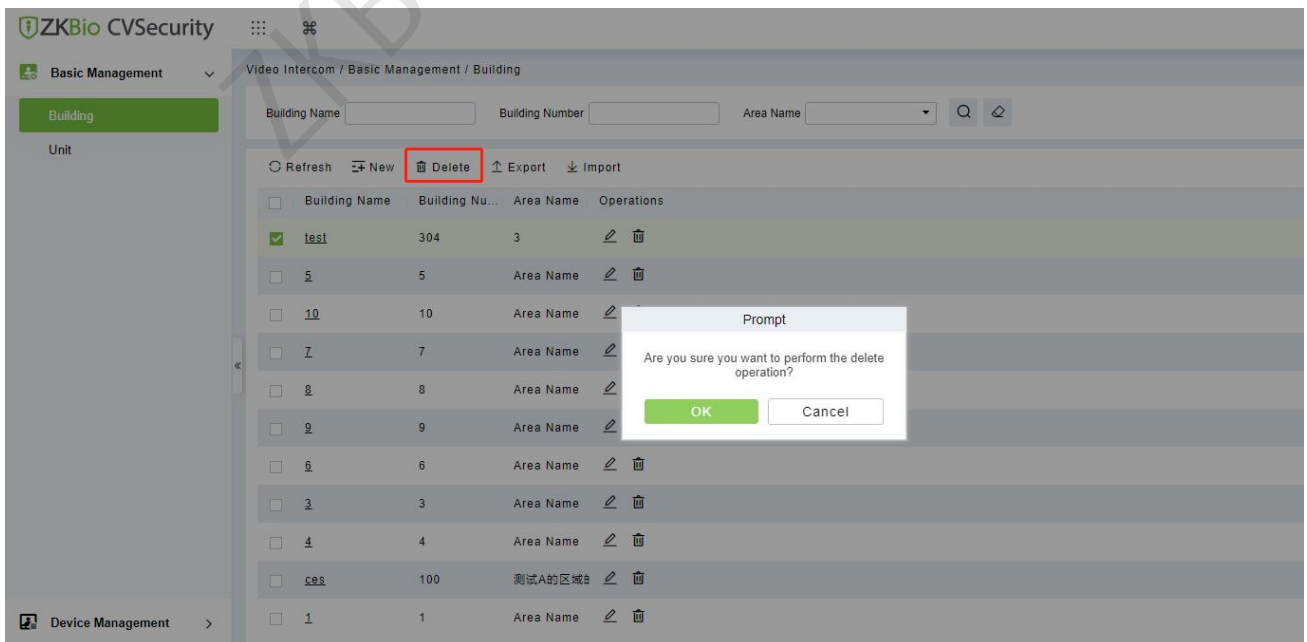 ZKBio CVSecurity
Basic Management
Video Intercom / Basic Management / Building
Building
Building Name Building Number Area Name
Unit
Refresh New Delete Export Import
Building Name Building Nu... Area Name Operations
test 304 3
5 5 Area Name
10 10 Area Name
7 7 Area Name
8 8 Area Name
9 9 Area Name
6 6 Area Name
3 3 Area Name
4 4 Area Name
ces 100 测试A的区域
1 1 Area Name
Prompt
Are you sure you want to perform the delete
operation?
OK Cancel
Device Management
ZKB